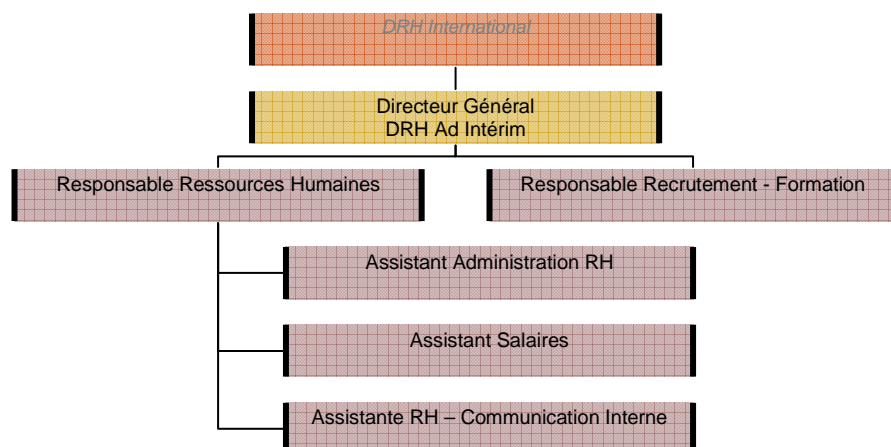 DRH International
Directeur Général
DRH Ad Intérim
Responsable Ressources Humaines
Responsable Recrutement - Formation
Assistant Administration RH
Assistant Salaires
Assistante RH – Communication Interne